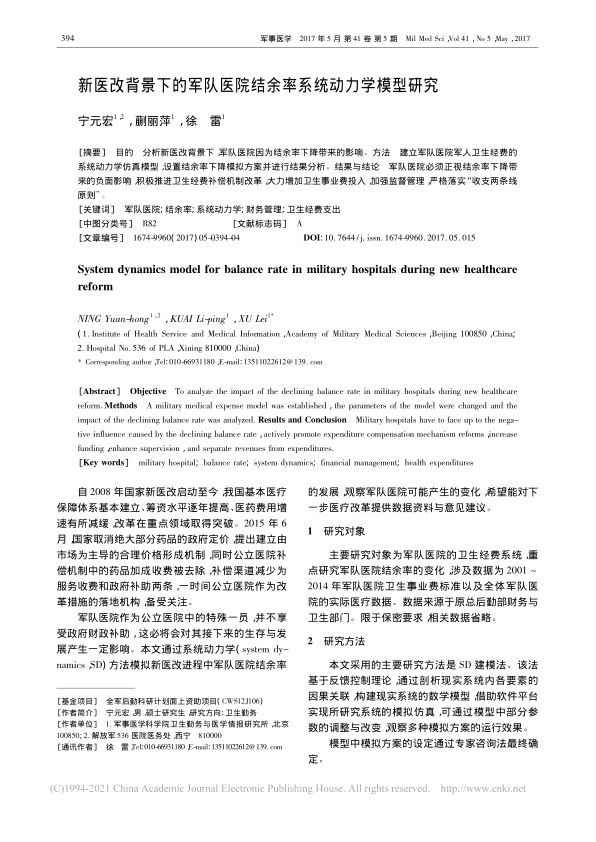 394
军事医学 2017 年 5 月 第 41 卷 第 5 期 Mil Med Sci ,Vol 41 ,No 5 ,May ,2017
新医改背景下的军队医院结余率系统动力学模型研究
宁元宏1,2 ,蒯丽萍1 ,徐 雷1
[摘要] 目的 分析新医改背景下,军队医院因为结余率下降带来的影响。方法 建立军队医院军人卫生经费的
系统动力学仿真模型,设置结余率下降模拟方案并进行结果分析。结果与结论 军队医院必须正视结余率下降带
来的负面影响,积极推进卫生经费补偿机制改革,大力增加卫生事业费投入,加强监督管理,严格落实“收支两条线
原则”。
[关键词] 军队医院; 结余率; 系统动力学; 财务管理; 卫生经费支出
[中图分类号] R82 [文献标志码] A
[文章编号] 1674-9960( 2017) 05-0394-04 DOI: 10. 7644/j. issn. 1674-9960. 2017. 05. 015
System dynamics model for balance rate in military hospitals during new healthcare
reform
NING Yuan-hong1,2 ,KUAI Li-ping1 ,XU Lei1*
( 1. Institute of Health Service and Medical Information ,Academy of Military Medical Sciences ,Beijing 100850 ,China;
2. Hospital No. 536 of PLA ,Xining 810000 ,China)
* Corresponding author ,Tel: 010-66931180 ,E-mail: 13511022612@ 139. com
[Abstract] Objective To analyze the impact of the declining balance rate in military hospitals during new healthcare
reform. Methods A military medical expense model was established ,the parameters of the model were changed and the
impact of the declining balance rate was analyzed. Results and Conclusion Military hospitals have to face up to the nega-
tive influence caused by the declining balance rate ,actively promote expenditure compensation mechanism reforms ,increase
funding ,enhance supervision ,and separate revenues from expenditures.
[Key words] military hospital; balance rate; system dynamics; financial management; health expenditures
自 2008 年国家新医改启动至今,我国基本医疗
保障体系基本建立、筹资水平逐年提高、医药费用增
速有所减缓,改革在重点领域取得突破。2015 年 6
月,国家取消绝大部分药品的政府定价,提出建立由
市场为主导的合理价格形成机制,同时公立医院补
偿机制中的药品加成收费被去除,补偿渠道减少为
服务收费和政府补助两条,一时间公立医院作为改
革措施的落地机构,备受关注。
军队医院作为公立医院中的特殊一员,并不享
受政府财政补助,这必将会对其接下来的生存与发
展产生一定影响。本文通过系统动力学( system dy-
namics ,SD) 方法模拟新医改进程中军队医院结余率
[基金项目] 全军后勤科研计划面上资助项目( CWS12J106)
[作者简介] 宁元宏,男,硕士研究生,研究方向: 卫生勤务
[作者单位] 1. 军事医学科学院卫生勤务与医学情报研究所,北京
100850; 2. 解放军 536 医院医务处,西宁 810000
[通讯作者] 徐 雷,Tel: 010-66931180 ,E-mail: 13511022612@ 139. com
的发展,观察军队医院可能产生的变化,希望能对下
一步医疗改革提供数据资料与意见建议。
1 研究对象
主要研究对象为军队医院的卫生经费系统,重
点研究军队医院结余率的变化,涉及数据为 2001 ~
2014 年军队医院卫生事业费标准以及全体军队医
院的实际医疗数据。数据来源于原总后勤部财务与
卫生部门。限于保密要求,相关数据省略。
2 研究方法
本文采用的主要研究方法是 SD 建模法。该法
基于反馈控制理论,通过剖析现实系统内各要素的
因果关联,构建现实系统的数学模型,借助软件平台
实现所研究系统的模拟仿真,可通过模型中部分参
数的调整与改变,观察多种模拟方案的运行效果。
模型中模拟方案的设定通过专家咨询法最终确
定。
(C)1994-2021 China Academic Journal Electronic Publishing House. All rights reserved. http://www.cnki.net